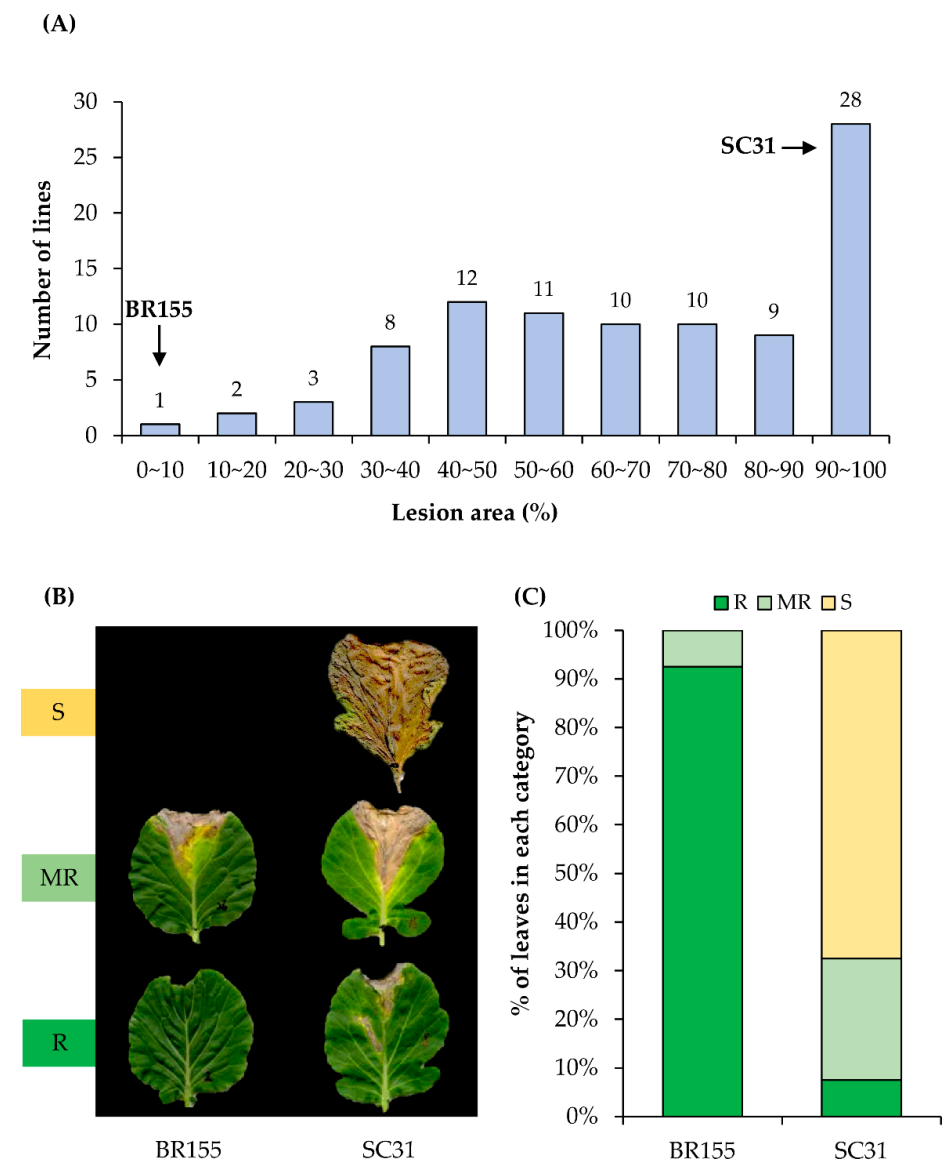 (A)
30
25
20
15
10
5
0
Number of lines
BR155
SC31
1
2
3
8
12
11
10
10
9
28
0~10 10~20 20~30 30~40 40~50 50~60 60~70 70~80 80~90 90~100
Lesion area (%)
(B)
S
MR
R
BR155 SC31
(C)
R MR S
100%
90%
80%
70%
60%
50%
40%
30%
20%
10%
0%
% of leaves in each category
BR155 SC31